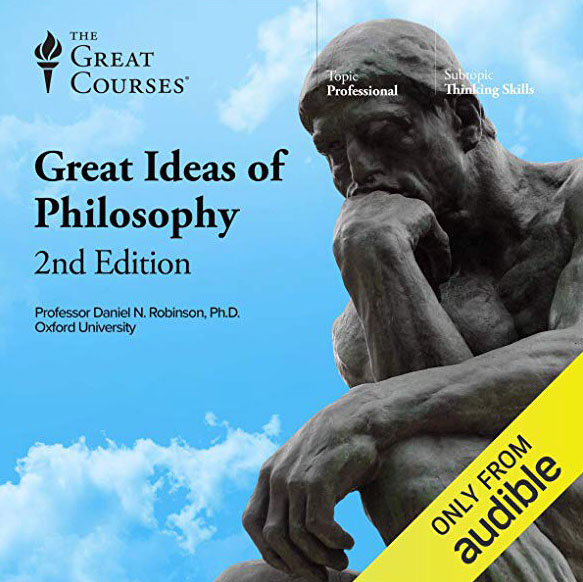 THE
GREAT
COURSES®
Topic
Professional
Subtopic
Thinking Skills
Great Ideas of
Philosophy
2nd Edition
Professor Daniel N. Robinson, Ph.D.
Oxford University
ONLY FROM
audible